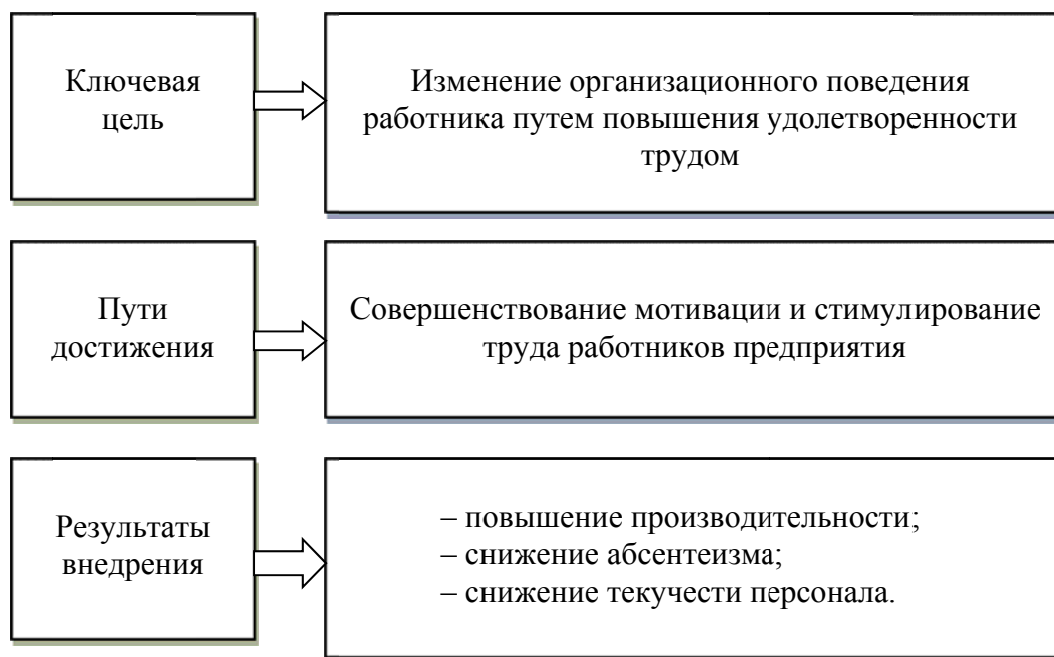 Ключевая
цель
Изменение организационного поведения
работника путем повышения удолетворенности
трудом
Пути
достижения
Совершенствование мотивации и стимулирование
труда работников предприятия
Результаты
внедрения
– повышение производительности;
– снижение абсентеизма;
– снижение текучести персонала.